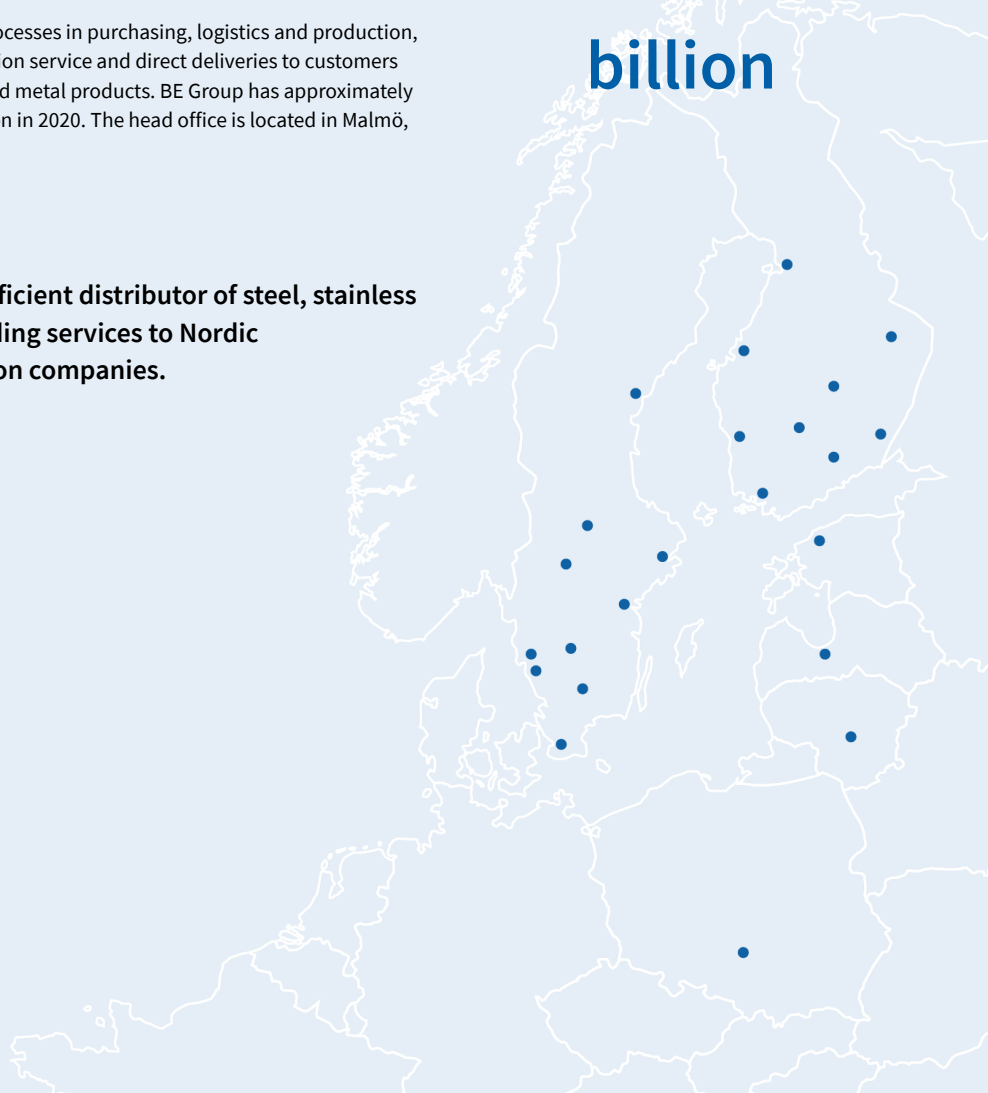 ocesses in purchasing, logistics and production,
ion service and direct deliveries to customers
d metal products. BE Group has approximately
n in 2020. The head office is located in Malmö,
billion
ficient distributor of steel, stainless
ding services to Nordic
on companies.